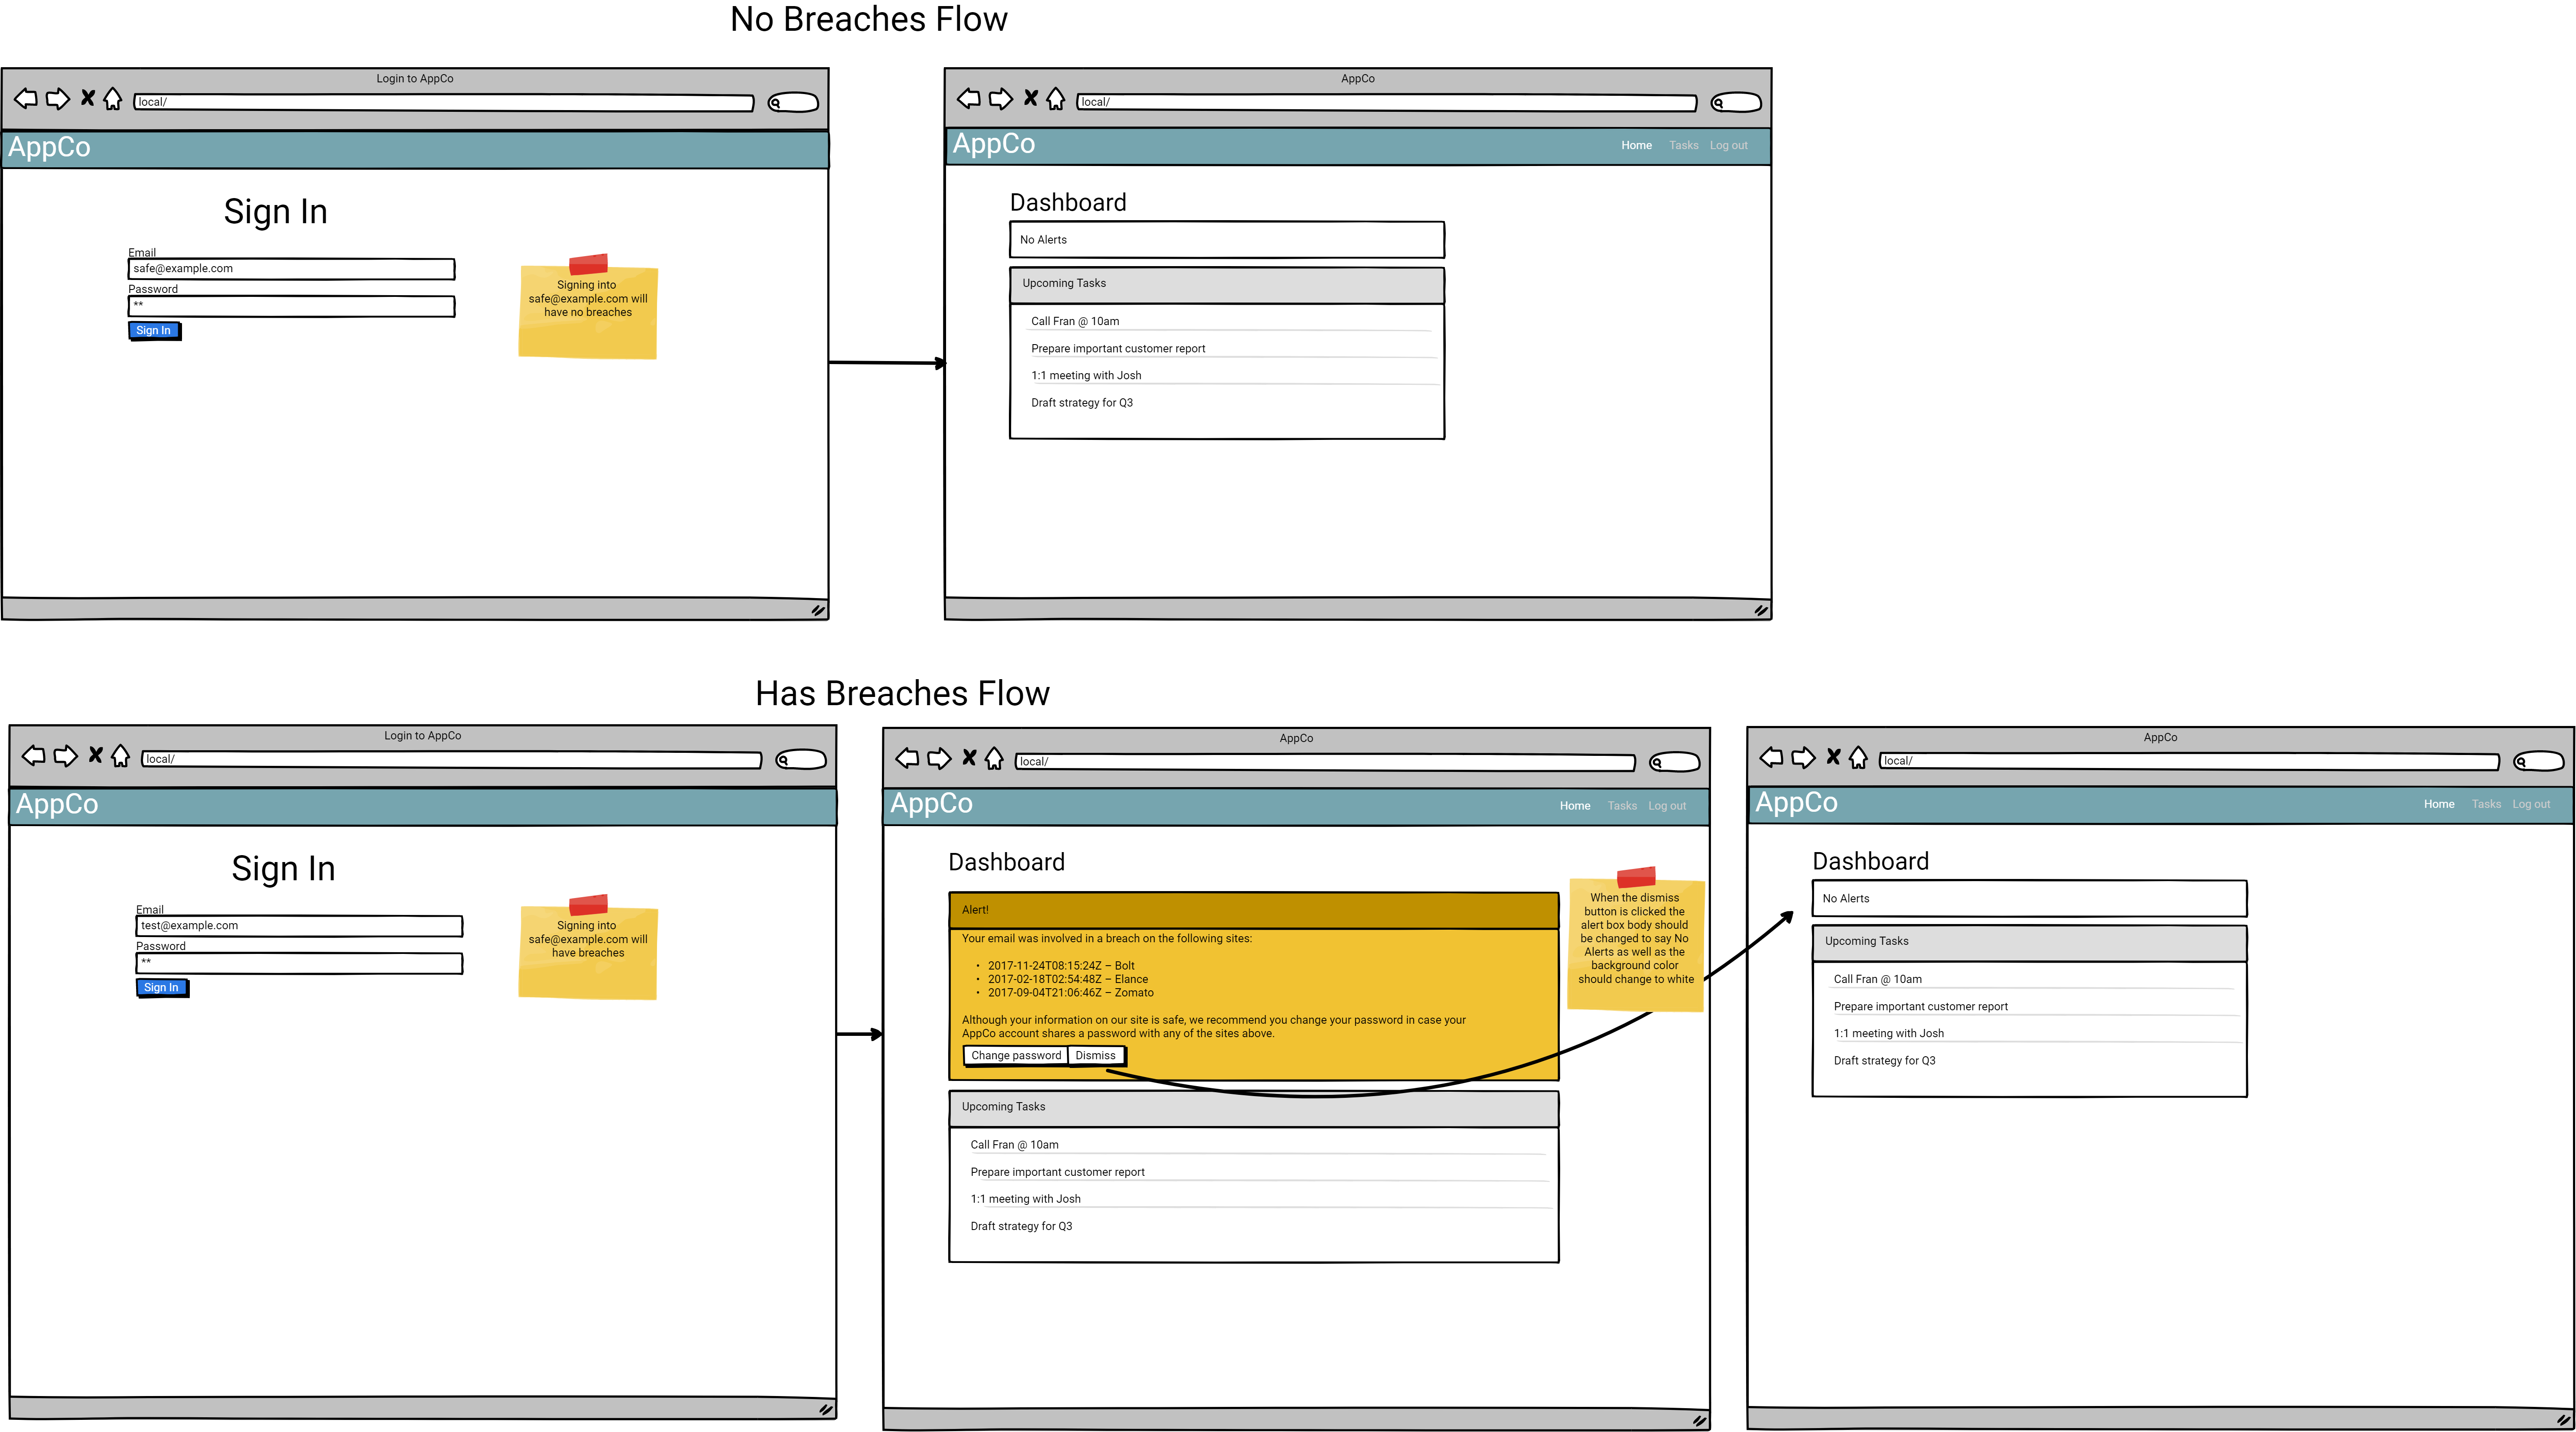 No Breaches Flow
Login to AppCo
local/
AppCo
Sign In
Email
safe@example.com
Password
**
Sign In
Signing into
safe@example.com will
have no breaches
AppCo
local/
AppCo
Home Tasks Log out
Dashboard
No Alerts
Upcoming Tasks
Call Fran @ 10am
Prepare important customer report
1:1 meeting with Josh
Draft strategy for Q3
Has Breaches Flow
Login to AppCo
local/
AppCo
Sign In
Email
test@example.com
Password
**
Sign In
Signing into
safe@example.com will
have breaches
AppCo
local/
AppCo
Home Tasks Log out
Dashboard
Alert!
Your email was involved in a breach on the following sites:
• 2017-11-24T08:15:24Z – Bolt
• 2017-02-18T02:54:48Z – Elance
• 2017-09-04T21:06:46Z – Zomato
Although your information on our site is safe, we recommend you change your password in case your
AppCo account shares a password with any of the sites above.
Change password Dismiss
When the dismiss
button is clicked the
alert box body should
be changed to say No
Alerts as well as the
background color
should change to white
Upcoming Tasks
Call Fran @ 10am
Prepare important customer report
1:1 meeting with Josh
Draft strategy for Q3
AppCo
local/
AppCo
Home Tasks Log out
Dashboard
No Alerts
Upcoming Tasks
Call Fran @ 10am
Prepare important customer report
1:1 meeting with Josh
Draft strategy for Q3